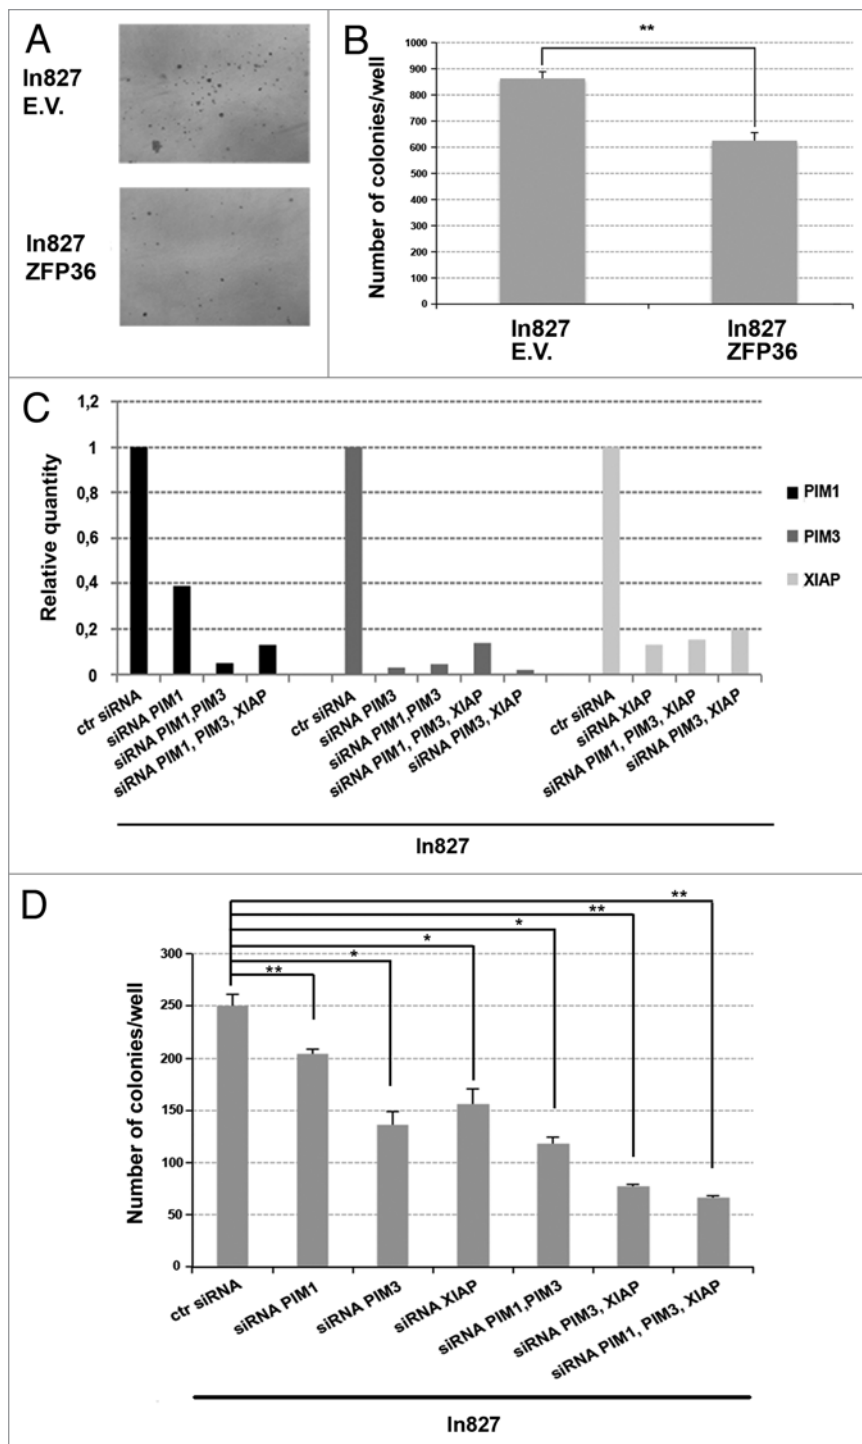 A
In827
E.V.
In827
ZFP36
B
**
Number of colonies/well
1000
900
800
700
600
500
400
300
200
100
0
In827
E.V.
In827
ZFP36
C
Relative quantity
1,2
1
0,8
0,6
0,4
0,2
0
ctr siRNA
siRNA PIM1
siRNA PIM1,PIM3
siRNA PIM1, PIM3, XIAP
ctr siRNA
siRNA PIM3
siRNA PIM1,PIM3
siRNA PIM1, PIM3, XIAP
siRNA PIM3, XIAP
ctr siRNA
siRNA XIAP
siRNA PIM1, PIM3, XIAP
siRNA PIM3, XIAP
PIM1
PIM3
XIAP
In827
D
**
**
*
*
*
**
Number of colonies/well
300
250
200
150
100
50
0
ctr siRNA
siRNA PIM1
siRNA PIM3
siRNA XIAP
siRNA PIM1,PIM3
siRNA PIM3, XIAP
siRNA PIM1, PIM3, XIAP
In827